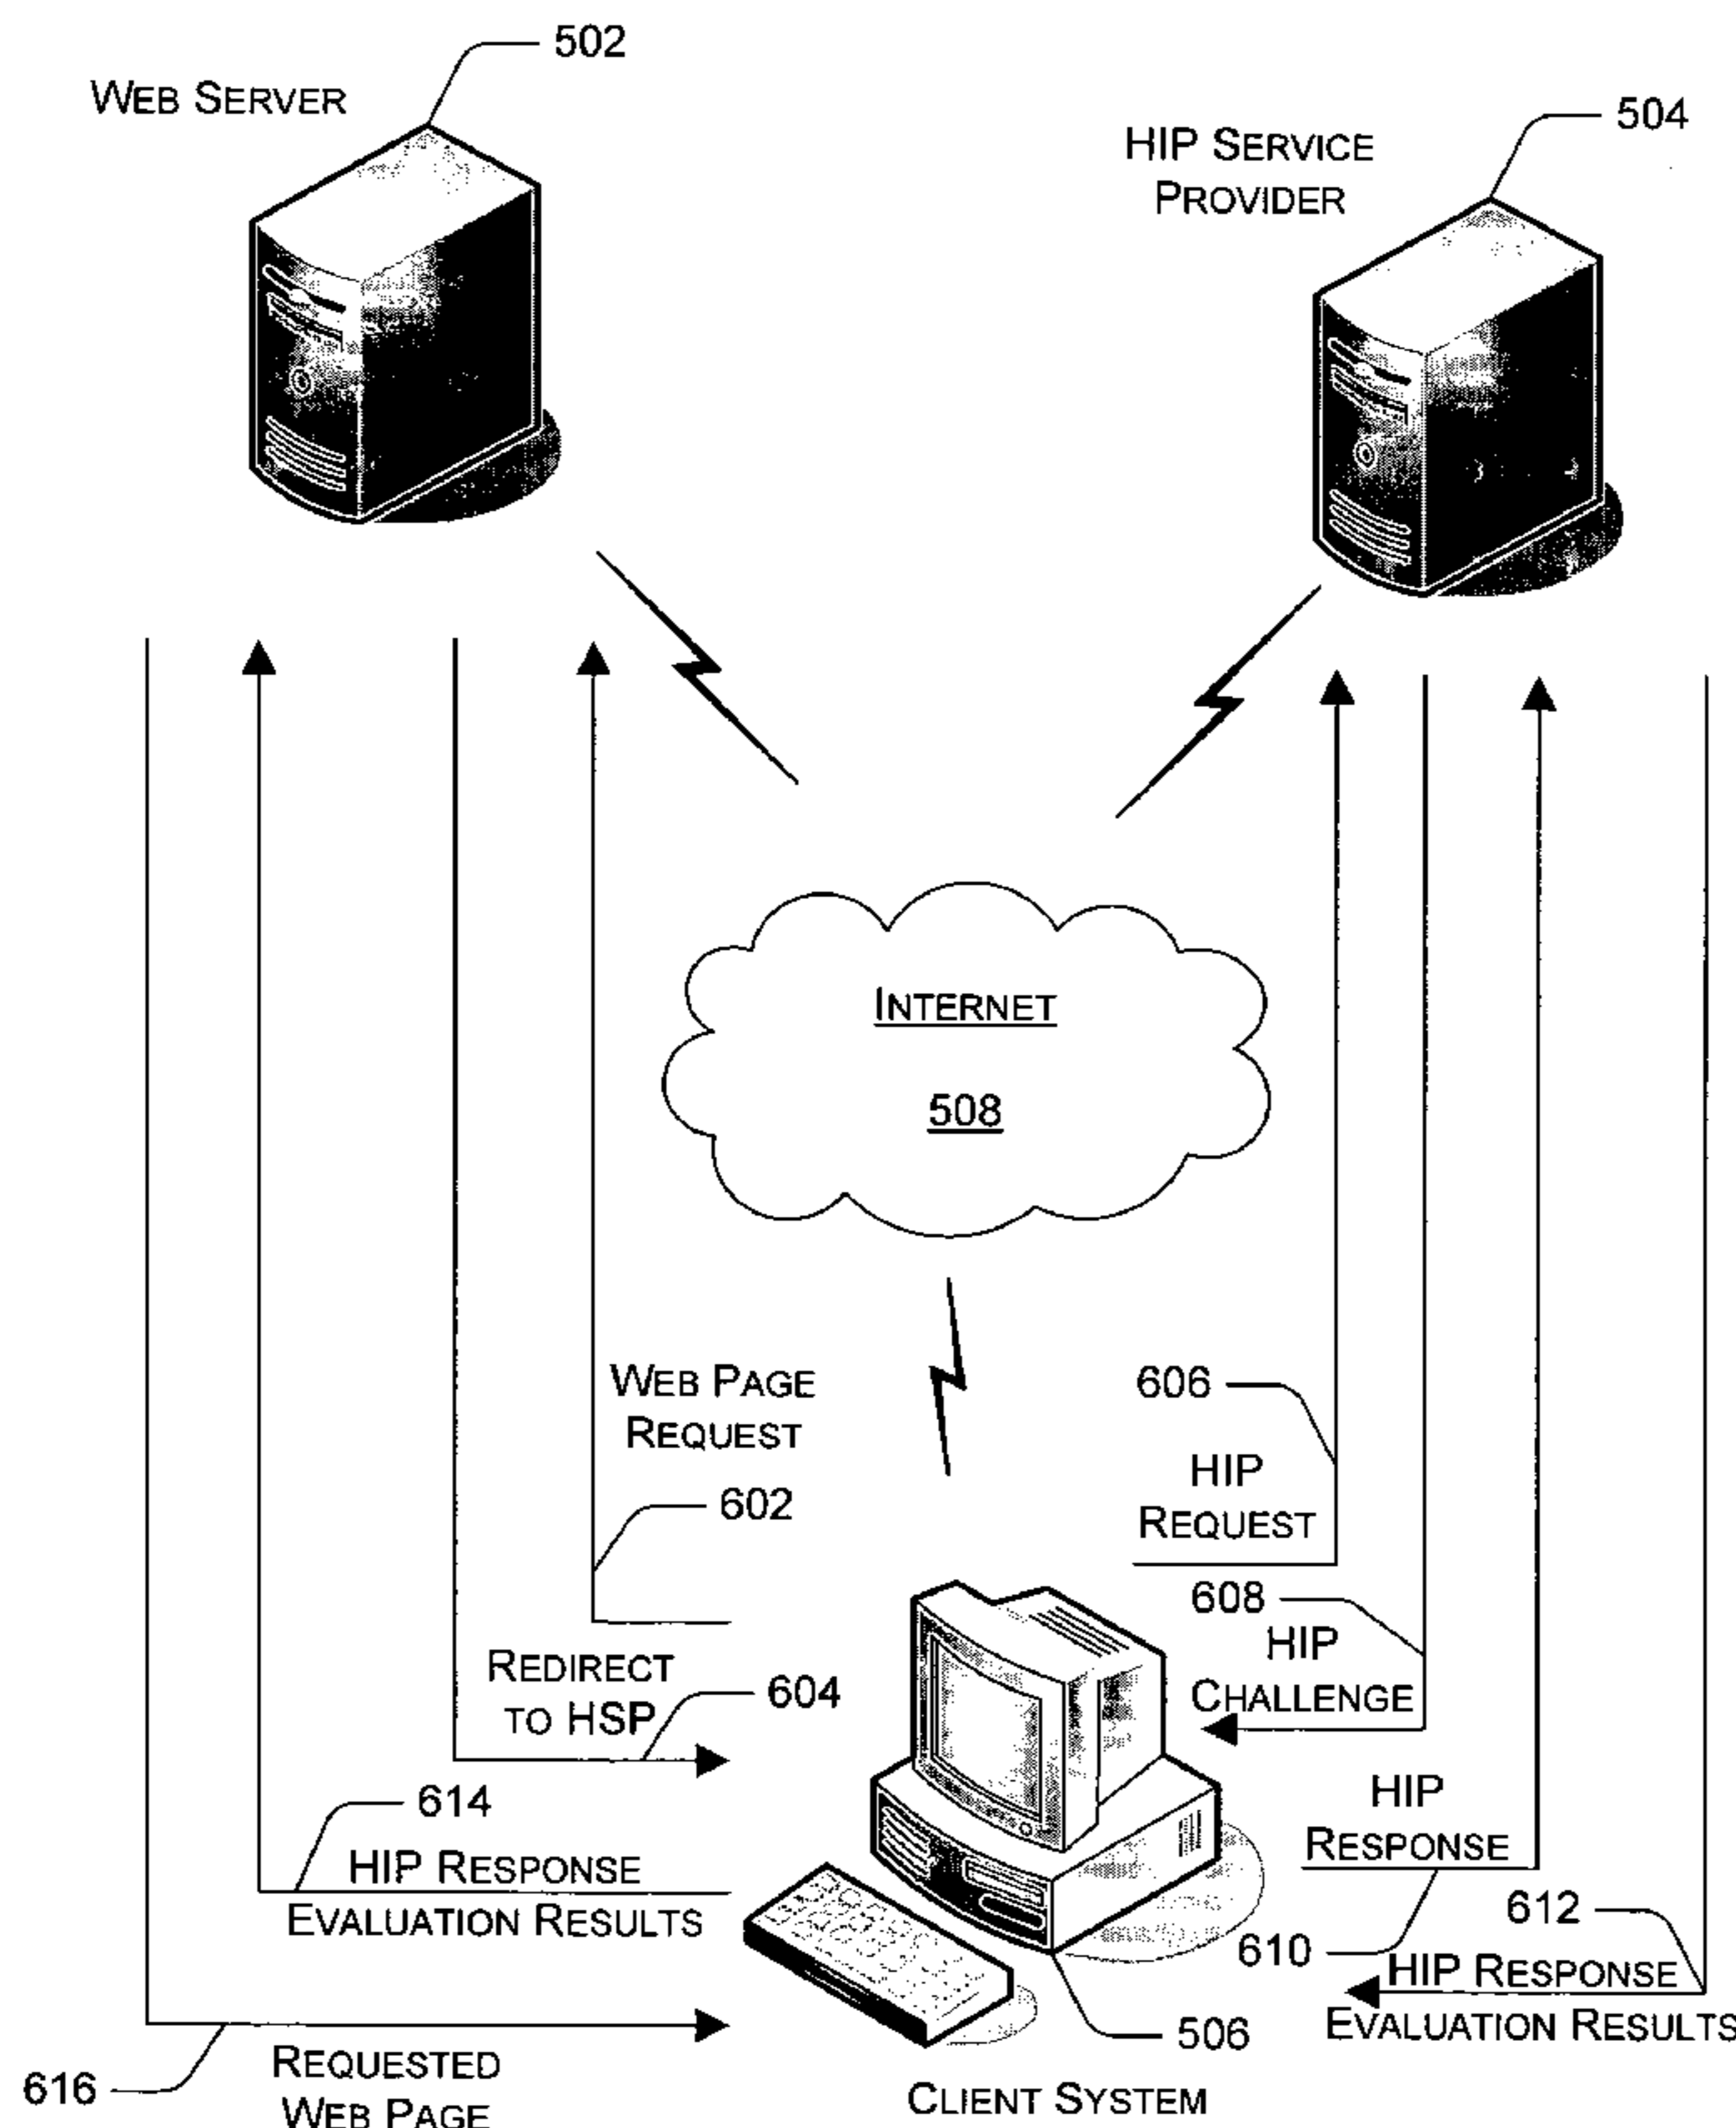 502
WEB SERVER
504
HIP SERVICE
PROVIDER
INTERNET
508
WEB PAGE
REQUEST
602
606
HIP
REQUEST
608
HIP
CHALLENGE
REDIRECT
TO HSP
604
614
HIP RESPONSE
EVALUATION RESULTS
HIP
RESPONSE
610
612
HIP RESPONSE
EVALUATION RESULTS
506
CLIENT SYSTEM
616
REQUESTED
WEB PAGE